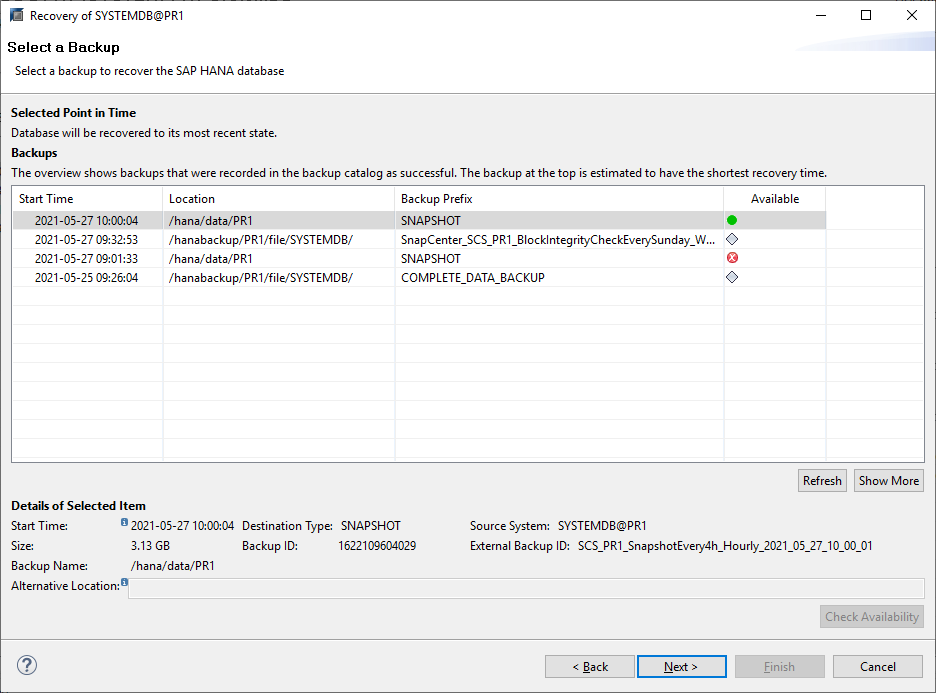 Recovery of SYSTEMDB@PR1
Select a Backup
Select a backup to recover the SAP HANA database
Selected Point in Time
Database will be recovered to its most recent state.
Backups
The overview shows backups that were recorded in the backup catalog as successful. The backup at the top is estimated to have the shortest recovery time.
Start Time Location Backup Prefix Available
2021-05-27 10:00:04 /hana/data/PR1 SNAPSHOT
2021-05-27 09:32:53 /hanabackup/PR1/file/SYSTEMDB/ SnapCenter_SCS_PR1_BlockIntegrityCheckEverySunday_W...
2021-05-27 09:01:33 /hana/data/PR1 SNAPSHOT
2021-05-25 09:26:04 /hanabackup/PR1/file/SYSTEMDB/ COMPLETE_DATA_BACKUP
Refresh Show More
Details of Selected Item
Start Time: 2021-05-27 10:00:04 Destination Type: SNAPSHOT Source System: SYSTEMDB@PR1
Size: 3.13 GB Backup ID: 1622109604029 External Backup ID: SCS_PR1_SnapshotEvery4h_Hourly_2021_05_27_10_00_01
Backup Name: /hana/data/PR1
Alternative Location:
Check Availability
? < Back Next > Finish Cancel